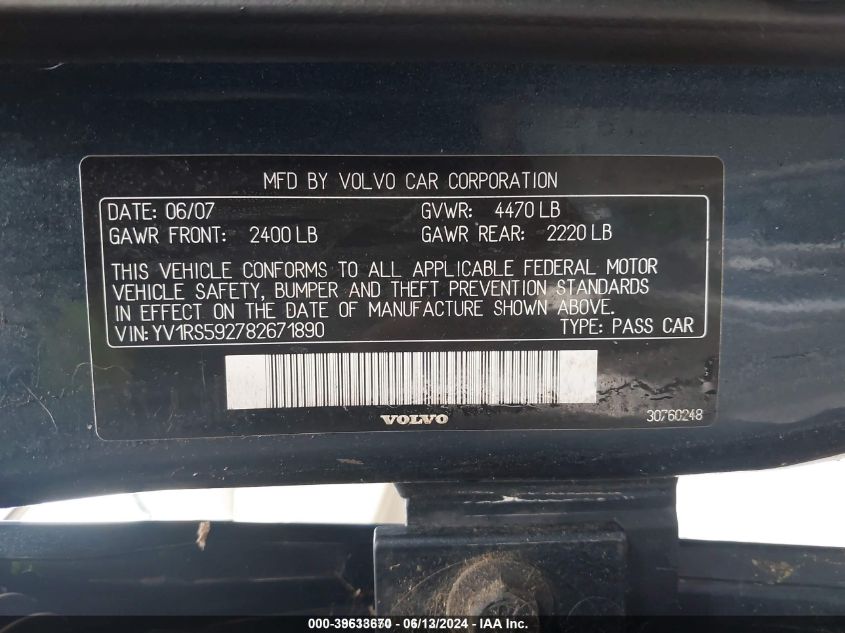 MFD BY VOLVO CAR CORPORATION
DATE: 06/07 GVWR: 4470 LB
GAWR FRONT: 2400 LB GAWR REAR: 2220 LB
THIS VEHICLE CONFORMS TO ALL APPLICABLE FEDERAL MOTOR
VEHICLE SAFETY, BUMPER AND THEFT PREVENTION STANDARDS
IN EFFECT ON THE DATE OF MANUFACTURE SHOWN ABOVE.
VIN: YV1RS592782671890 TYPE: PASS CAR
VOLVO 30760248
000-39633670 - 06/13/2024 - IAA Inc.